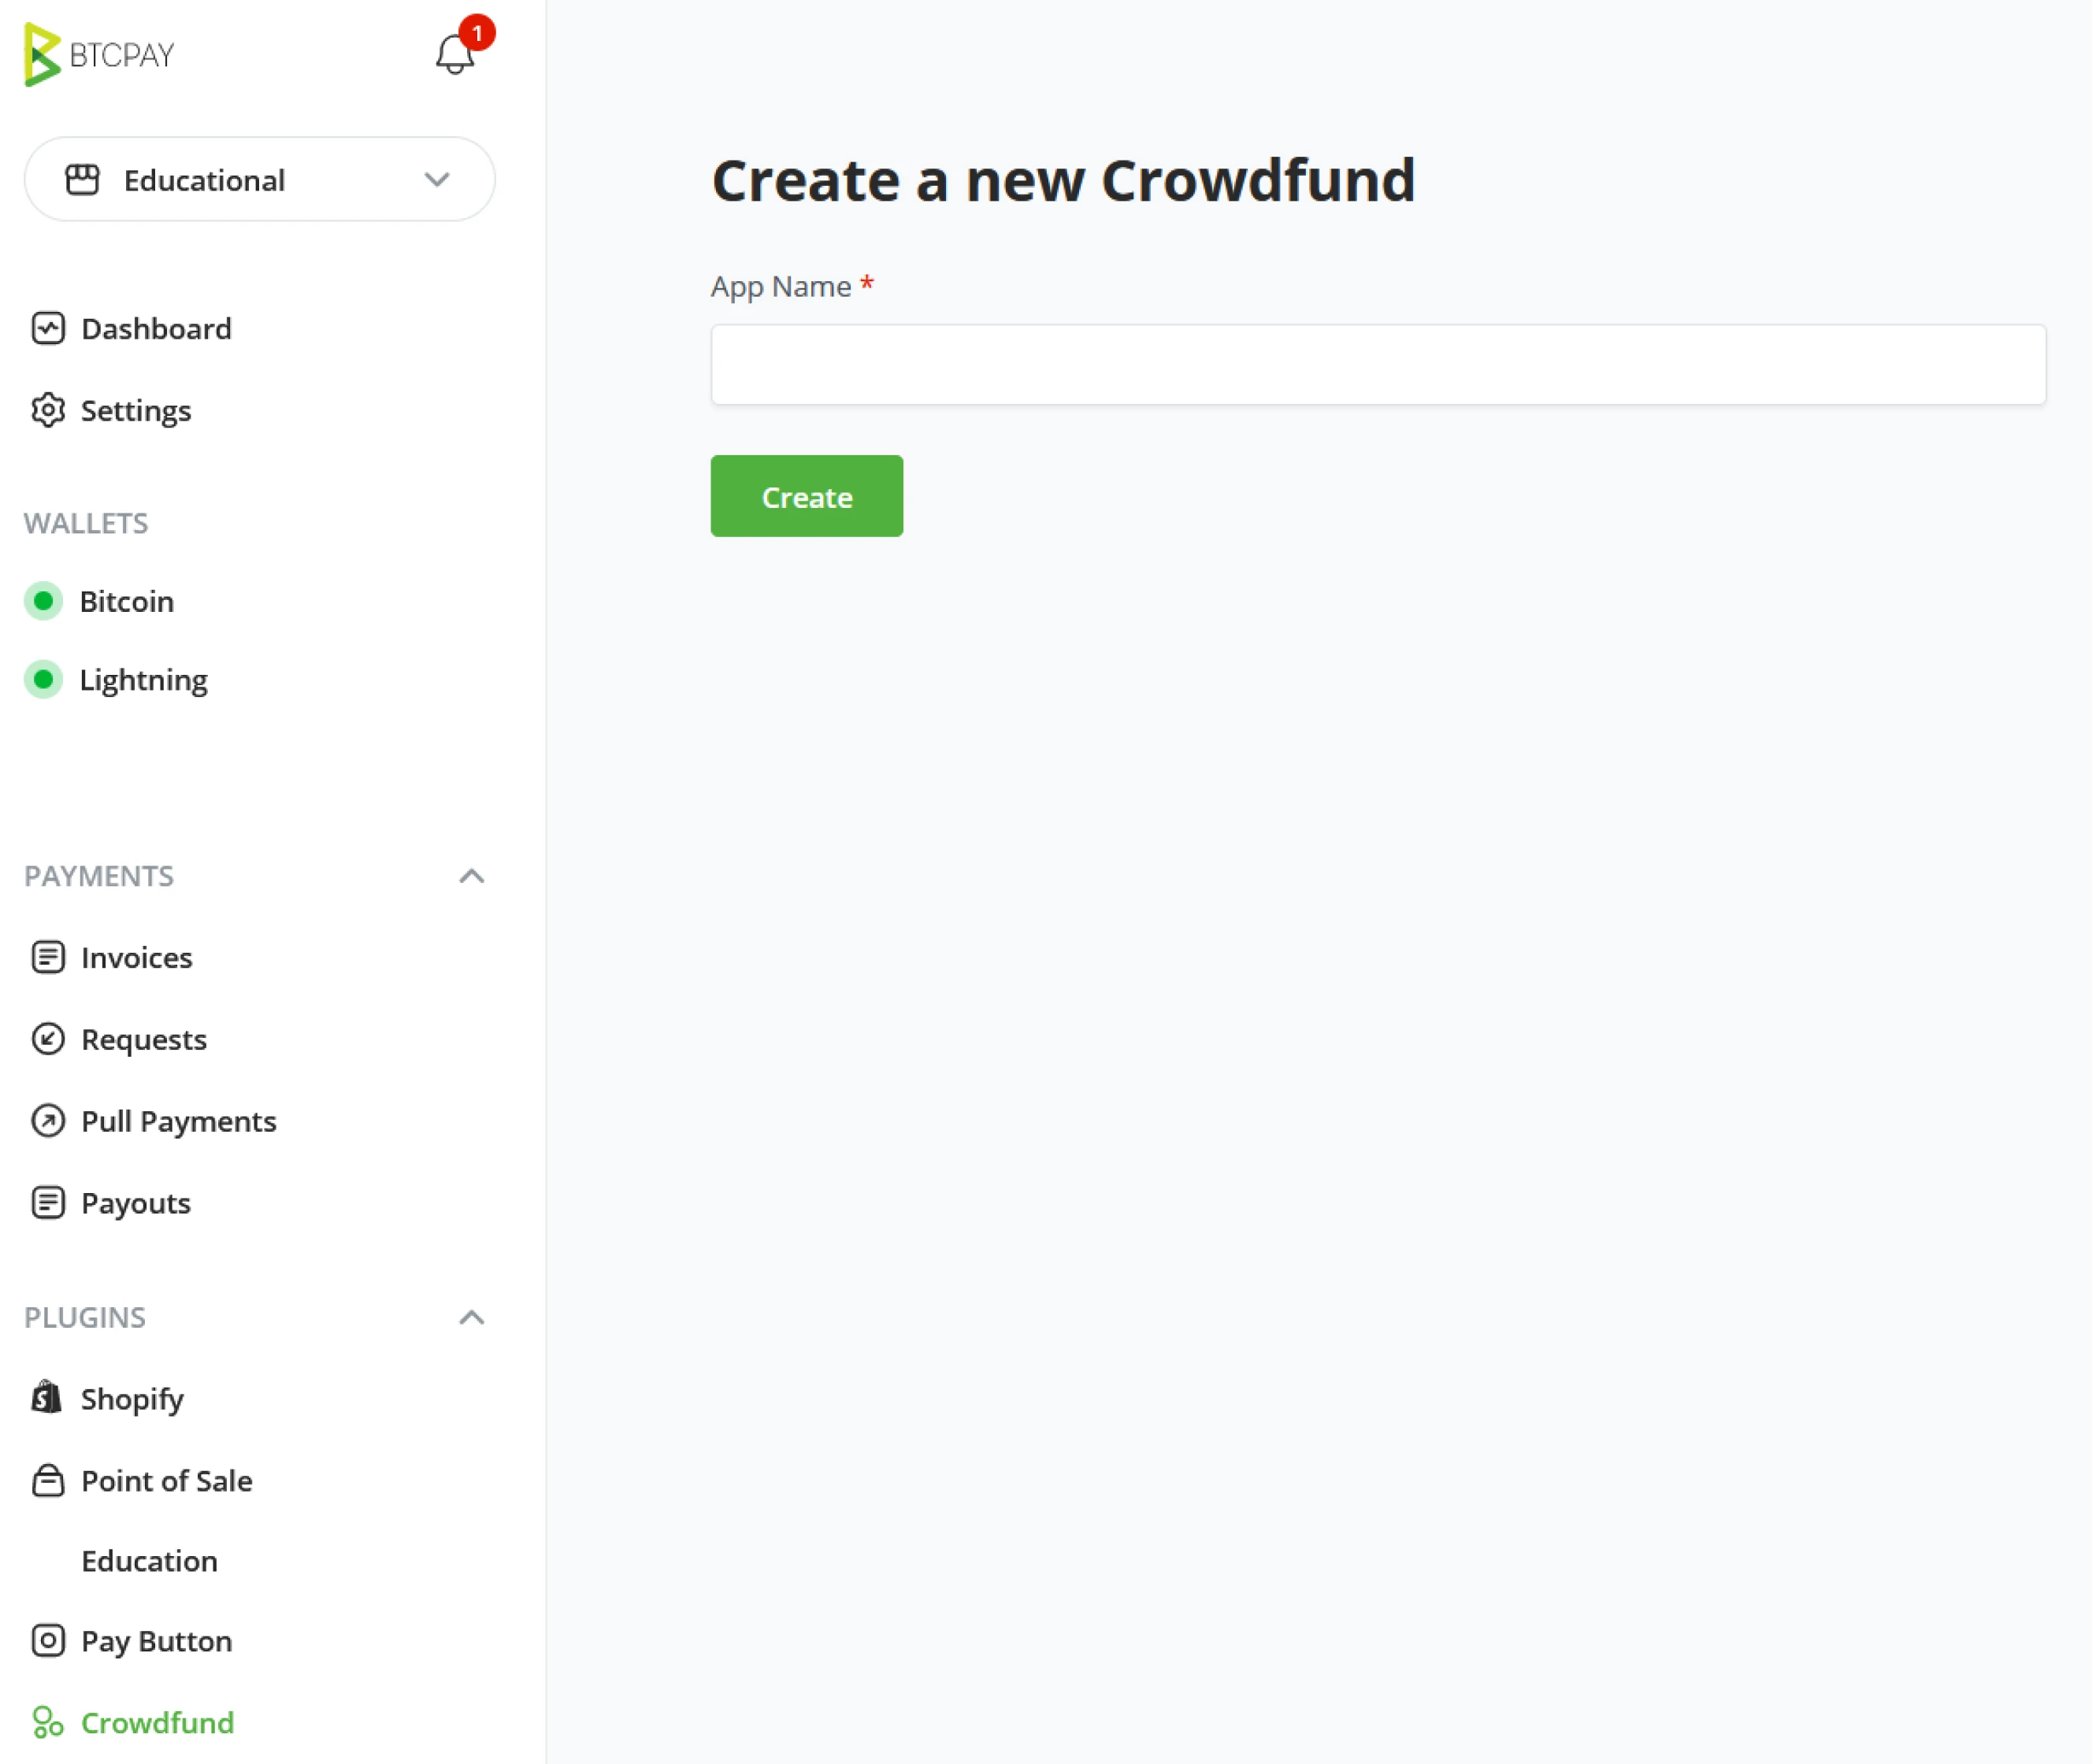 BTCPAY
1
Educational
Dashboard
Settings
WALLETS
Bitcoin
Lightning
PAYMENTS
Invoices
Requests
Pull Payments
Payouts
PLUGINS
Shopify
Point of Sale
Education
Pay Button
Crowdfund
Create a new Crowdfund
App Name *
Create